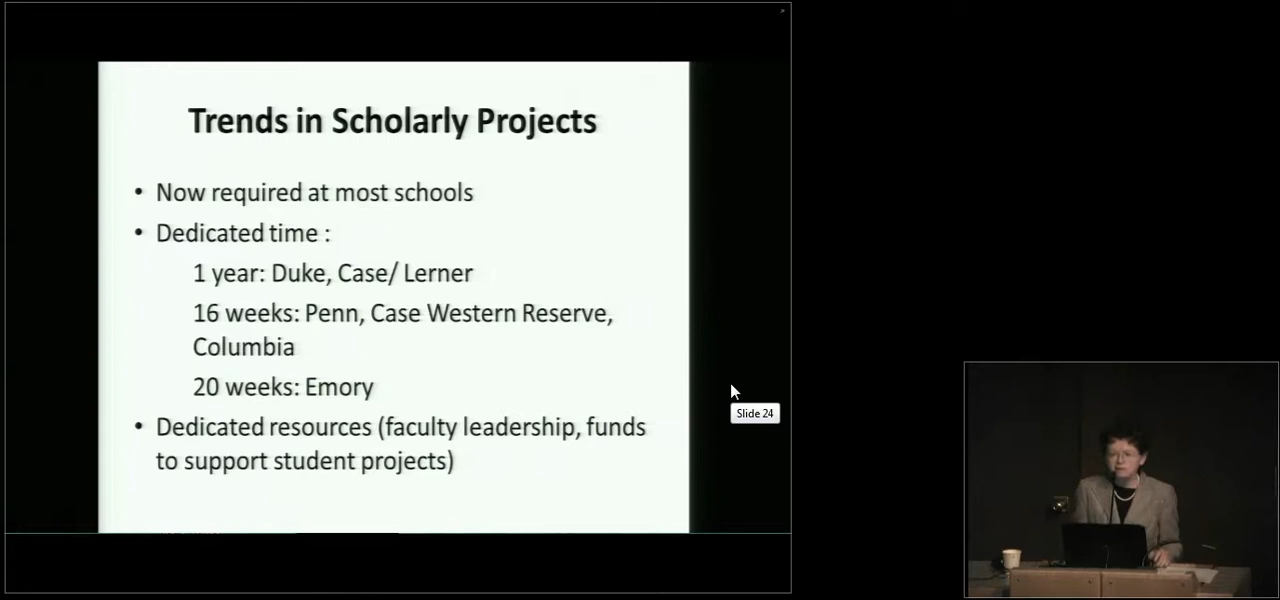 Trends in Scholarly Projects
• Now required at most schools
• Dedicated time :
1 year: Duke, Case/ Lerner
16 weeks: Penn, Case Western Reserve,
Columbia
20 weeks: Emory
• Dedicated resources (faculty leadership, funds
to support student projects)
Slide 24